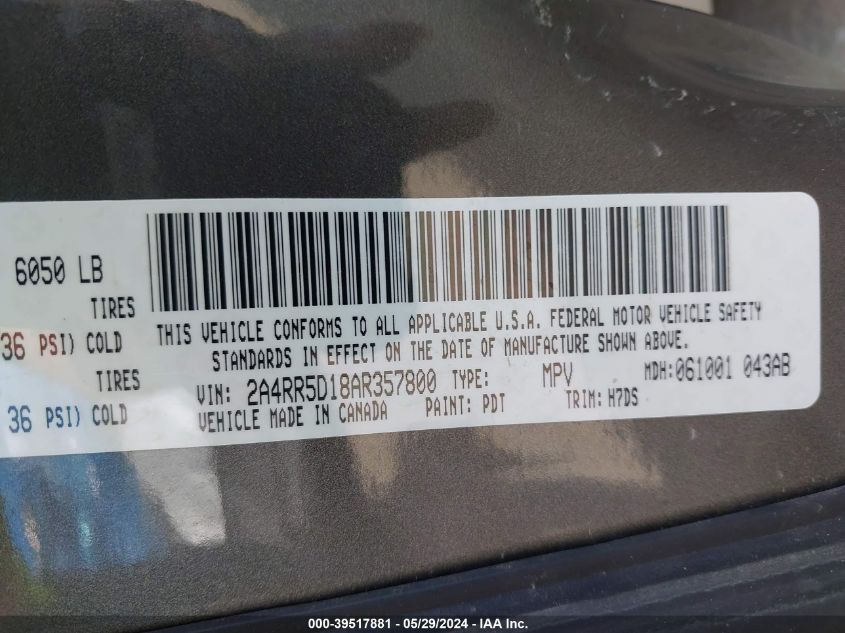 6050 LB
TIRES
36 PSI) COLD
TIRES
36 PSI) COLD
THIS VEHICLE CONFORMS TO ALL APPLICABLE U.S.A. FEDERAL MOTOR VEHICLE SAFETY
STANDARDS IN EFFECT ON THE DATE OF MANUFACTURE SHOWN ABOVE.
VIN: 2A4RR5D18AR357800 TYPE: MPV MDH:061001 043AB
VEHICLE MADE IN CANADA PAINT: PDT TRIM: H7DS
000-39517881 - 05/29/2024 - IAA Inc.